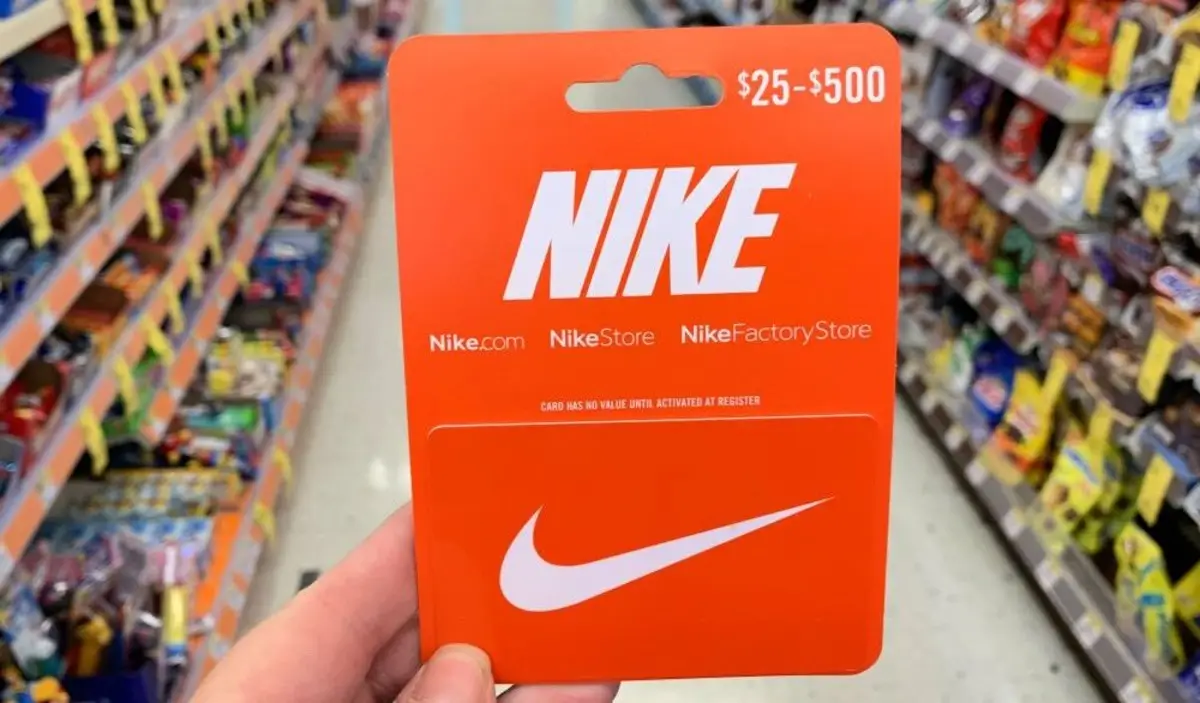 $25-$500
NIKE
Nike.com NikeStore NikeFactoryStore
CARD HAS NO VALUE UNTIL ACTIVATED AT REGISTER